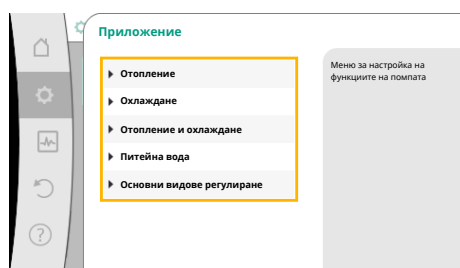 Приложение
Отопление
Охлаждане
Отопление и охлаждане
Питейна вода
Основни видове регулиране
Меню за настройка на
функциите на помпата